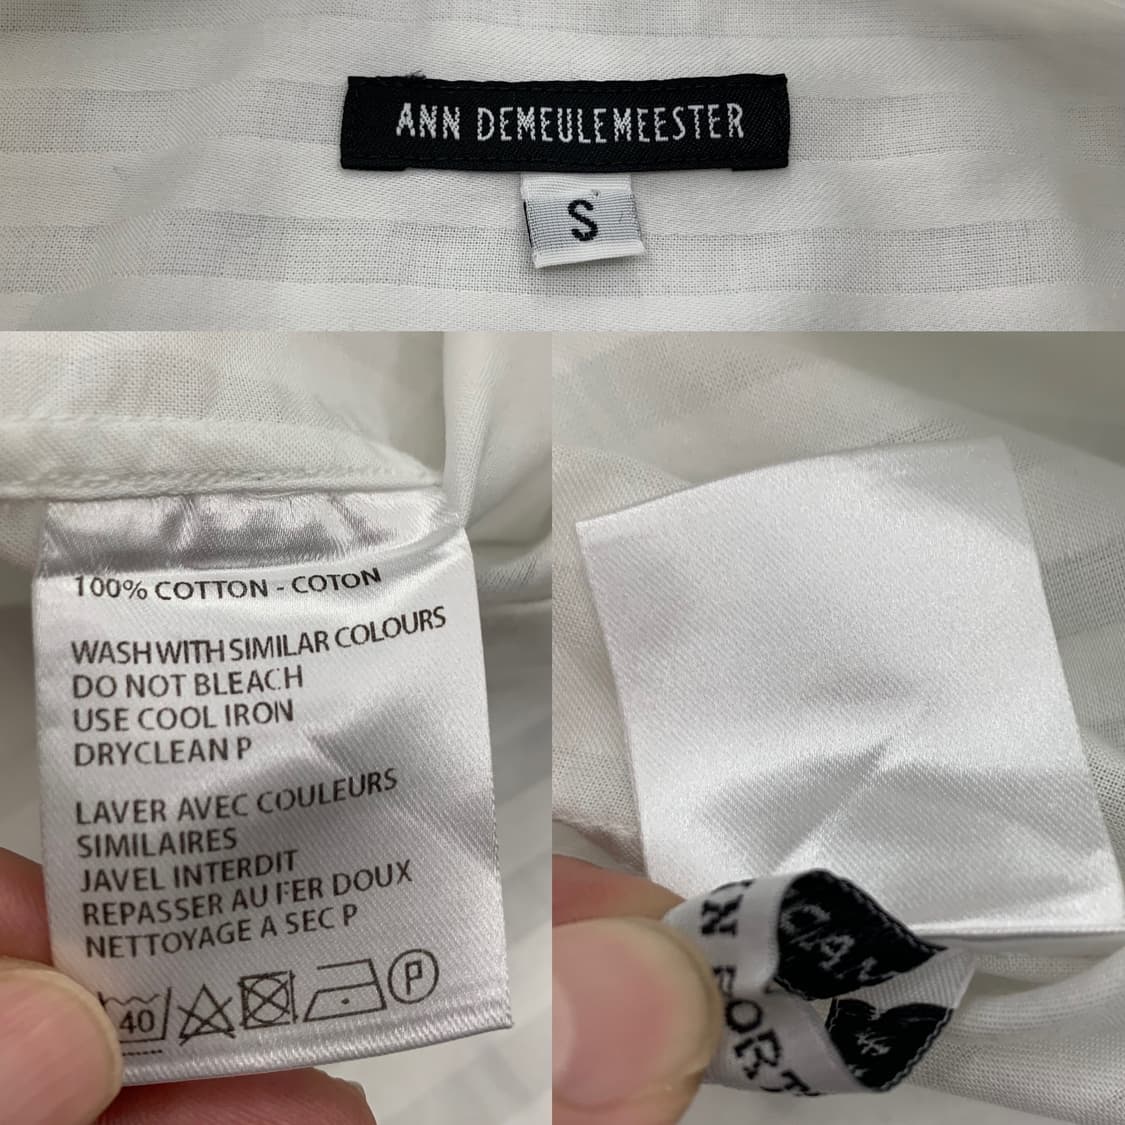 ANN DEMEULEMEESTER
S
100% COTTON - COTON
WASH WITH SIMILAR COLOURS
DO NOT BLEACH
USE COOL IRON
DRYCLEAN P
LAVER AVEC COULEURS
SIMILAIRES
JAVEL INTERDIT
REPASSER AU FER DOUX
NETTOYAGE A SEC P
40
P